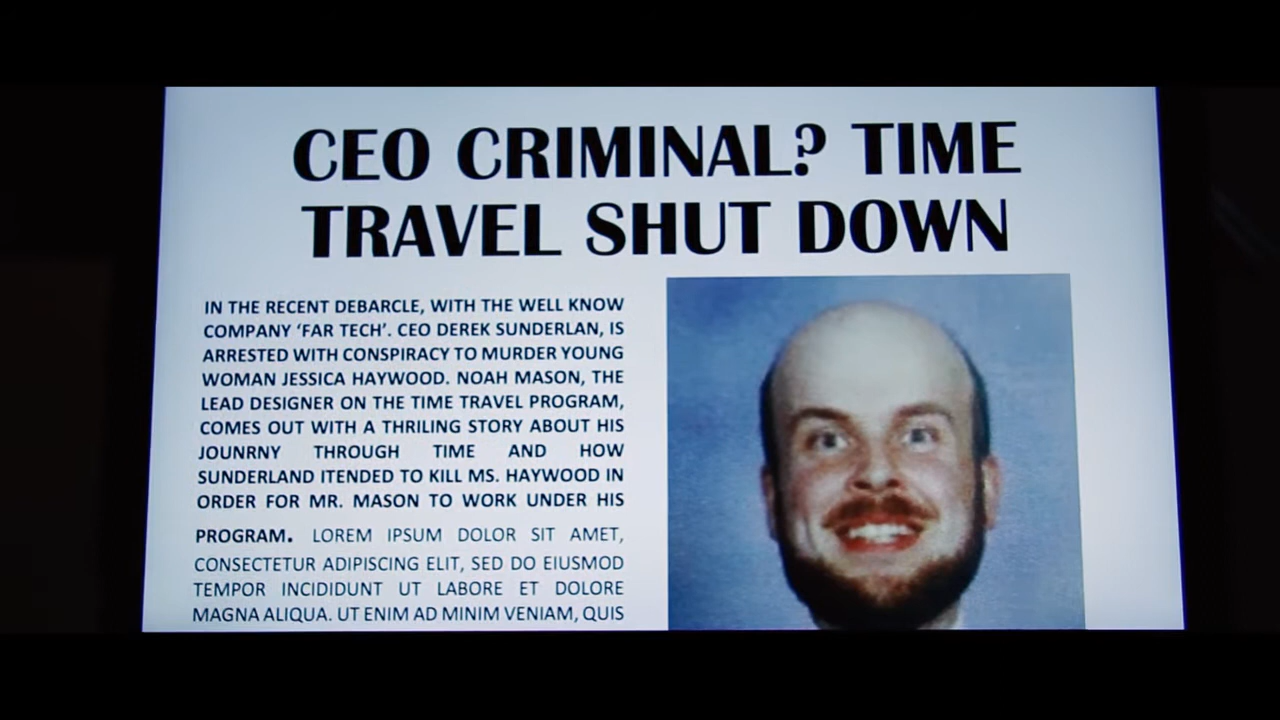 CEO CRIMINAL? TIME
TRAVEL SHUT DOWN
IN THE RECENT DEBARCLE, WITH THE WELL KNOW
COMPANY ‘FAR TECH’. CEO DEREK SUNDERLAN, IS
ARRESTED WITH CONSPIRACY TO MURDER YOUNG
WOMAN JESSICA HAYWOOD. NOAH MASON, THE
LEAD DESIGNER ON THE TIME TRAVEL PROGRAM,
COMES OUT WITH A THRILING STORY ABOUT HIS
JOUNRNY THROUGH TIME AND HOW
SUNDERLAND ITENDED TO KILL MS. HAYWOOD IN
ORDER FOR MR. MASON TO WORK UNDER HIS
PROGRAM. LOREM IPSUM DOLOR SIT AMET,
CONSECTETUR ADIPISCING ELIT, SED DO EIUSMOD
TEMPOR INCIDIDUNT UT LABORE ET DOLORE
MAGNA ALIQUA. UT ENIM AD MINIM VENIAM, QUIS